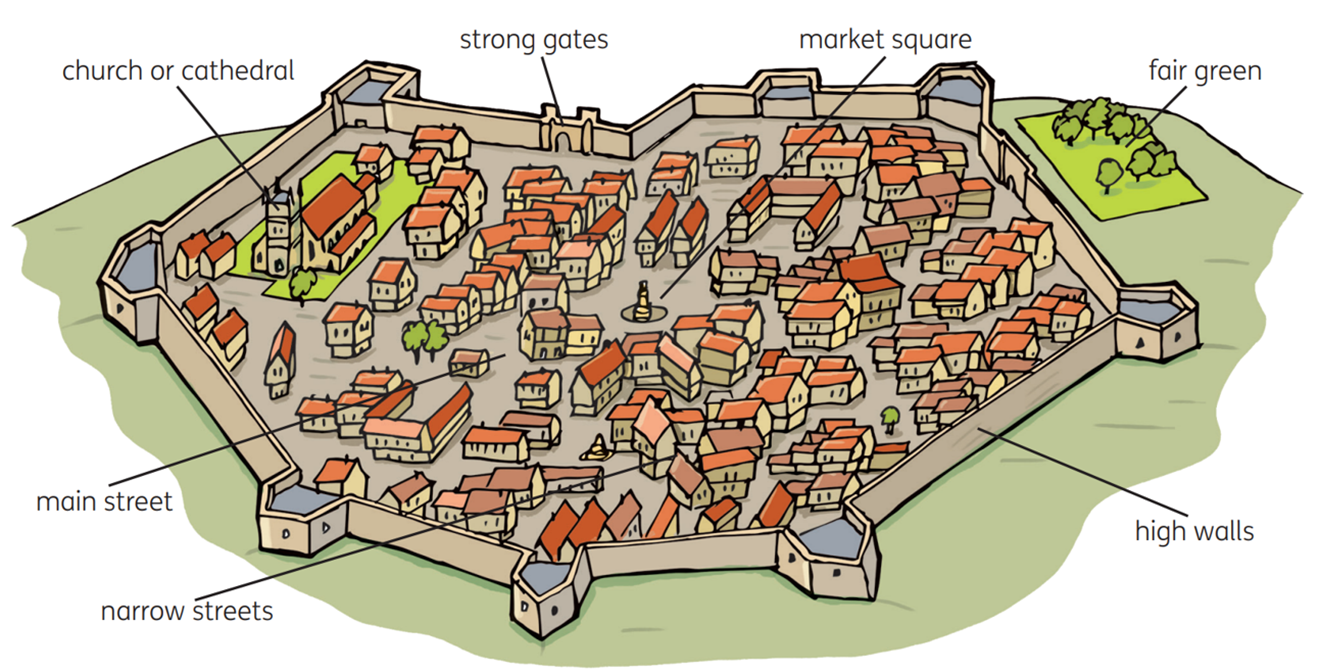 strong gates
market square
church or cathedral
fair green
main street
high walls
narrow streets